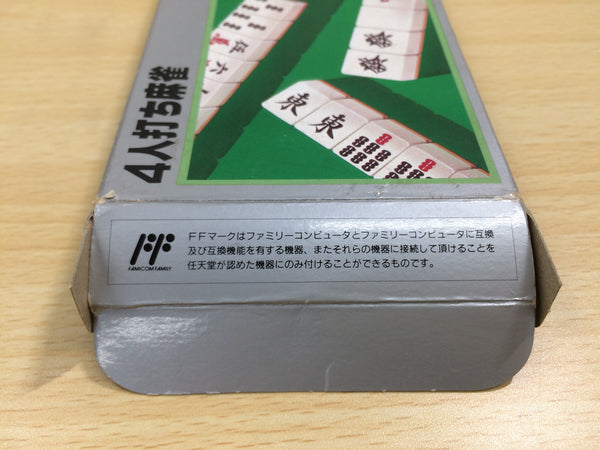 4人打ち麻雀
伍
六
東 東
FAMICOM FAMILY
FFマークはファミリーコンピュータとファミリーコンピュータに互換
及び互換機能を有する機器、またそれらの機器に接続して頂けることを
任天堂が認めた機器にのみ付けることができるものです。